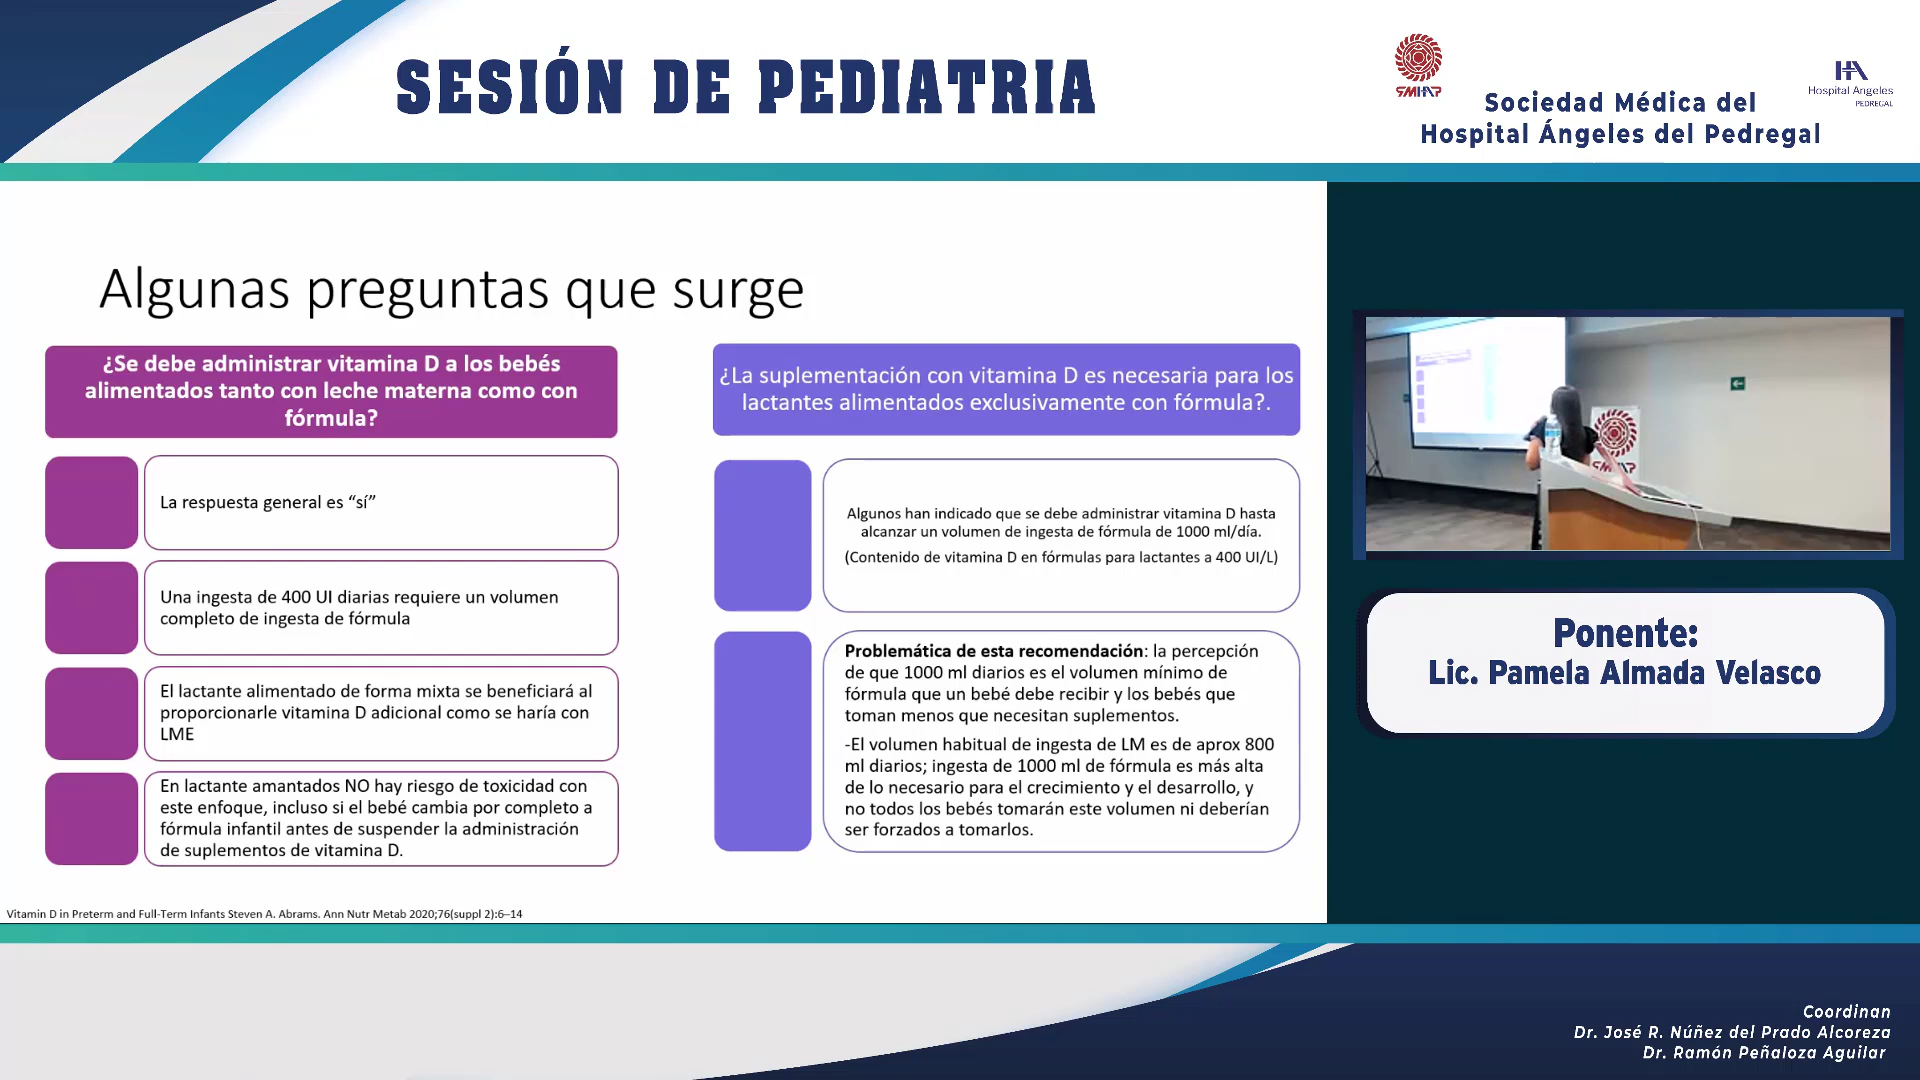 SESIÓN DE PEDIATRIA
SMHAP
HA
Hospital Angeles
PEDREGAL
Sociedad Médica del
Hospital Ángeles del Pedregal
Algunas preguntas que surge
¿Se debe administrar vitamina D a los bebés
alimentados tanto con leche materna como con
fórmula?
La respuesta general es “sí”
Una ingesta de 400 UI diarias requiere un volumen
completo de ingesta de fórmula
El lactante alimentado de forma mixta se beneficiará al
proporcionarle vitamina D adicional como se haría con
LME
En lactante amantados NO hay riesgo de toxicidad con
este enfoque, incluso si el bebé cambia por completo a
fórmula infantil antes de suspender la administración
de suplementos de vitamina D.
¿La suplementación con vitamina D es necesaria para los
lactantes alimentados exclusivamente con fórmula?.
Algunos han indicado que se debe administrar vitamina D hasta
alcanzar un volumen de ingesta de fórmula de 1000 ml/día.
(Contenido de vitamina D en fórmulas para lactantes a 400 UI/L)
Problemática de esta recomendación: la percepción
de que 1000 ml diarios es el volumen mínimo de
fórmula que un bebé debe recibir y los bebés que
toman menos que necesitan suplementos.
-El volumen habitual de ingesta de LM es de aprox 800
ml diarios; ingesta de 1000 ml de fórmula es más alta
de lo necesario para el crecimiento y el desarrollo, y
no todos los bebés tomarán este volumen ni deberían
ser forzados a tomarlos.
Vitamin D in Preterm and Full-Term Infants Steven A. Abrams. Ann Nutr Metab 2020;76(suppl 2):6–14
SMHAP
Ponente:
Lic. Pamela Almada Velasco
Coordinan
Dr. José R. Núñez del Prado Alcoreza
Dr. Ramón Peñaloza Aguilar